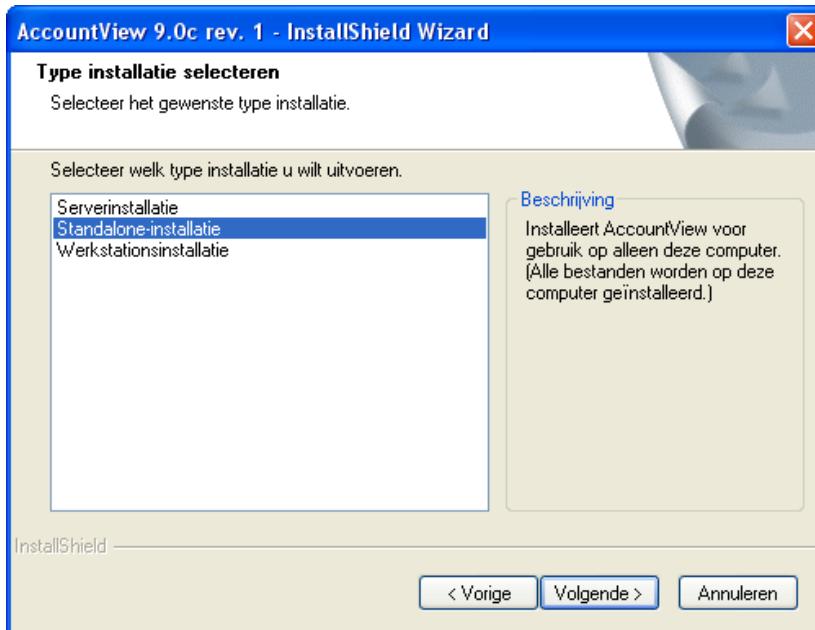 AccountView 9.0c rev. 1 - InstallShield Wizard
Type installatie selecteren
Selecteer het gewenste type installatie.
Selecteer welk type installatie u wilt uitvoeren.
Serverinstallatie
Standalone-installatie
Werkstationsinstallatie
Beschrijving
Installeert AccountView voor
gebruik op alleen deze computer.
(Alle bestanden worden op deze
computer geïnstalleerd.)
InstallShield
< Vorige
Volgende >
Annuleren